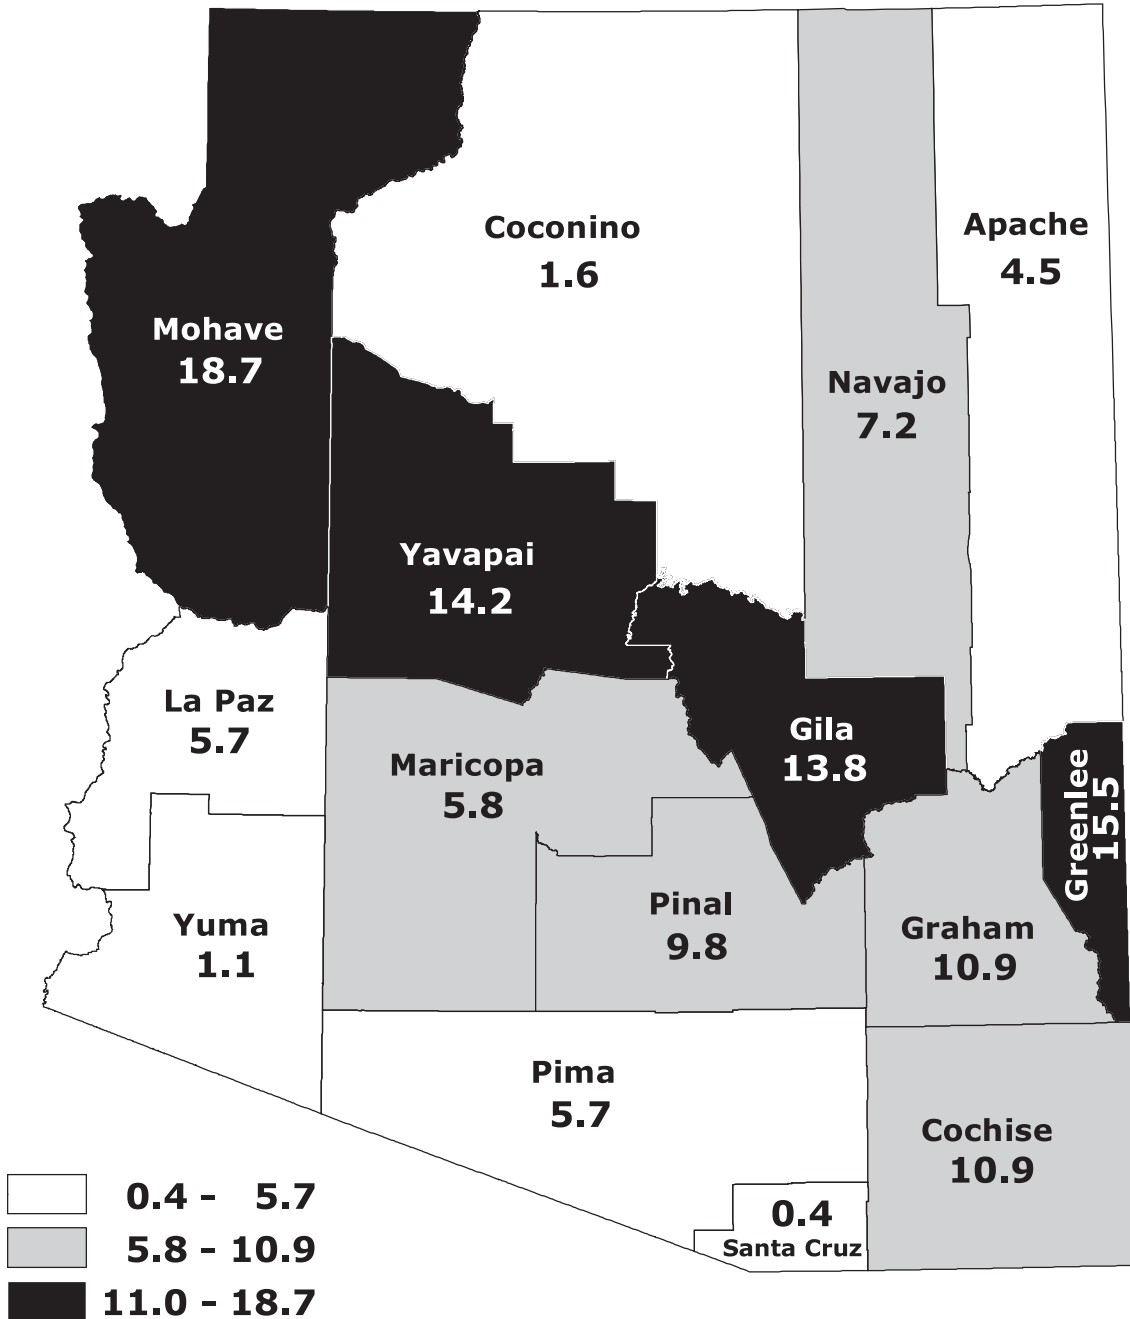 Coconino
1.6
Apache
4.5
Mohave
18.7
Navajo
7.2
Yavapai
14.2
La Paz
5.7
Maricopa
5.8
Gila
13.8
Greenlee
15.5
Yuma
1.1
Pinal
9.8
Graham
10.9
Pima
5.7
Cochise
10.9
0.4
Santa Cruz
0.4 - 5.7
5.8 - 10.9
11.0 - 18.7